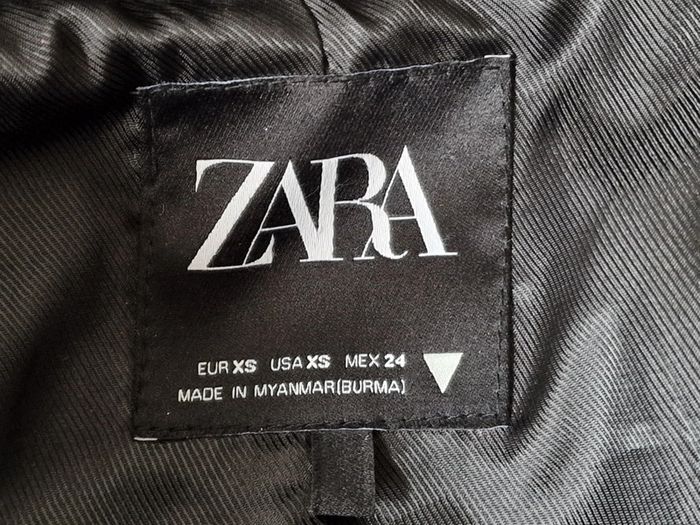 ZARA
EUR XS USA XS MEX 24
MADE IN MYANMAR(BURMA)